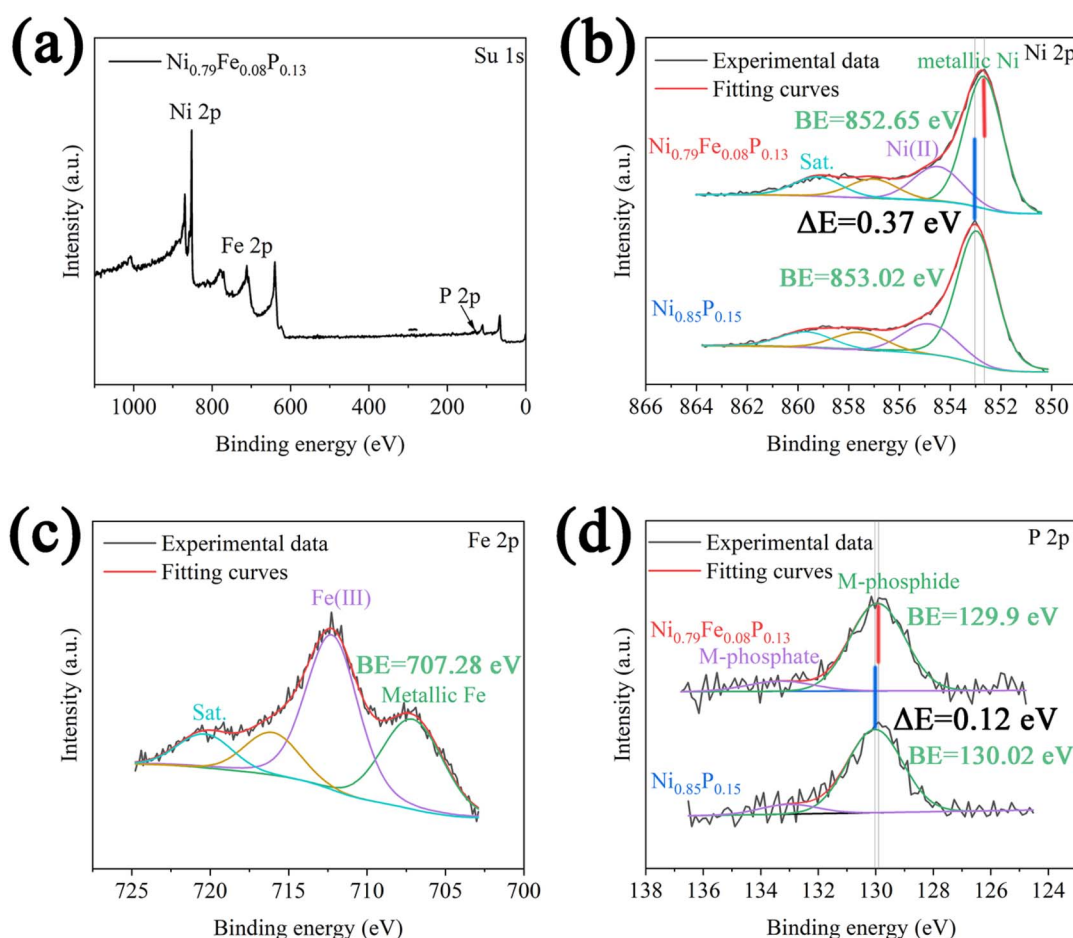 (a)
Ni0.79Fe0.08P0.13
Su 1s
Ni 2p
Fe 2p
P 2p
Intensity (a.u.)
1000 800 600 400 200 0
Binding energy (eV)
(b)
Experimental data
Fitting curves
metallic Ni
Ni 2p
BE=852.65 eV
Ni0.79Fe0.08P0.13
Ni(II)
Sat.
ΔE=0.37 eV
BE=853.02 eV
Ni0.85P0.15
Intensity (a.u.)
866 864 862 860 858 856 854 852 850
Binding energy (eV)
(c)
Experimental data
Fitting curves
Fe 2p
Fe(III)
BE=707.28 eV
Metallic Fe
Sat.
Intensity (a.u.)
725 720 715 710 705 700
Binding energy (eV)
(d)
Experimental data
Fitting curves
P 2p
M-phosphide
BE=129.9 eV
Ni0.79Fe0.08P0.13
M-phosphate
ΔE=0.12 eV
BE=130.02 eV
Ni0.85P0.15
Intensity (a.u.)
138 136 134 132 130 128 126 124
Binding energy (eV)